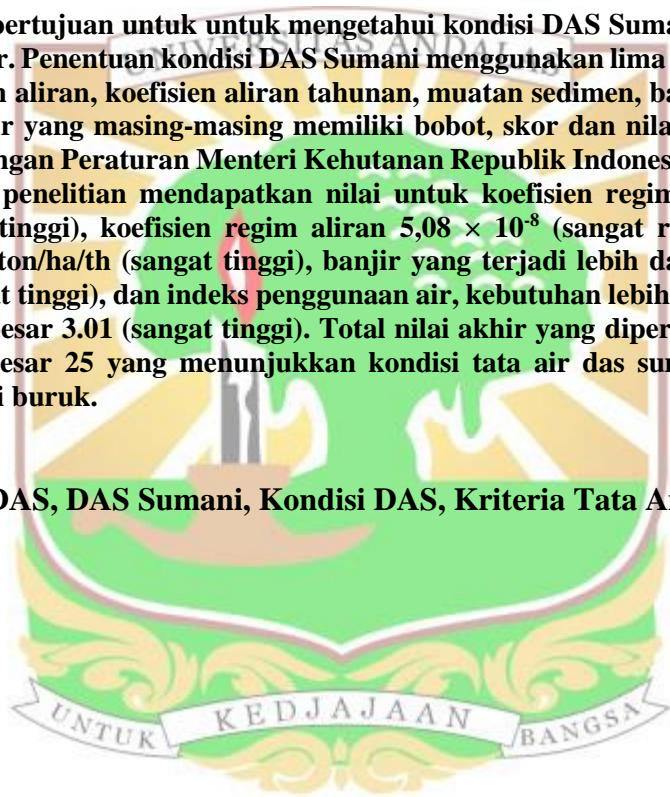 bertujuan untuk untuk mengetahui kondisi DAS Suma
r. Penentuan kondisi DAS Sumani menggunakan lima
n aliran, koefisien aliran tahunan, muatan sedimen, ba
ir yang masing-masing memiliki bobot, skor dan nila
ngan Peraturan Menteri Kehutanan Republik Indones
penelitian mendapatkan nilai untuk koefisien regim
tinggi), koefisien regim aliran 5,08 × 10⁻⁸ (sangat r
ton/ha/th (sangat tinggi), banjir yang terjadi lebih da
at tinggi), dan indeks penggunaan air, kebutuhan lebih
esar 3.01 (sangat tinggi). Total nilai akhir yang diper
esar 25 yang menunjukkan kondisi tata air das sum
i buruk.
DAS, DAS Sumani, Kondisi DAS, Kriteria Tata A
UNIVERSITAS ANDALAS
UNTUK KEDJAJAAN BANGSA